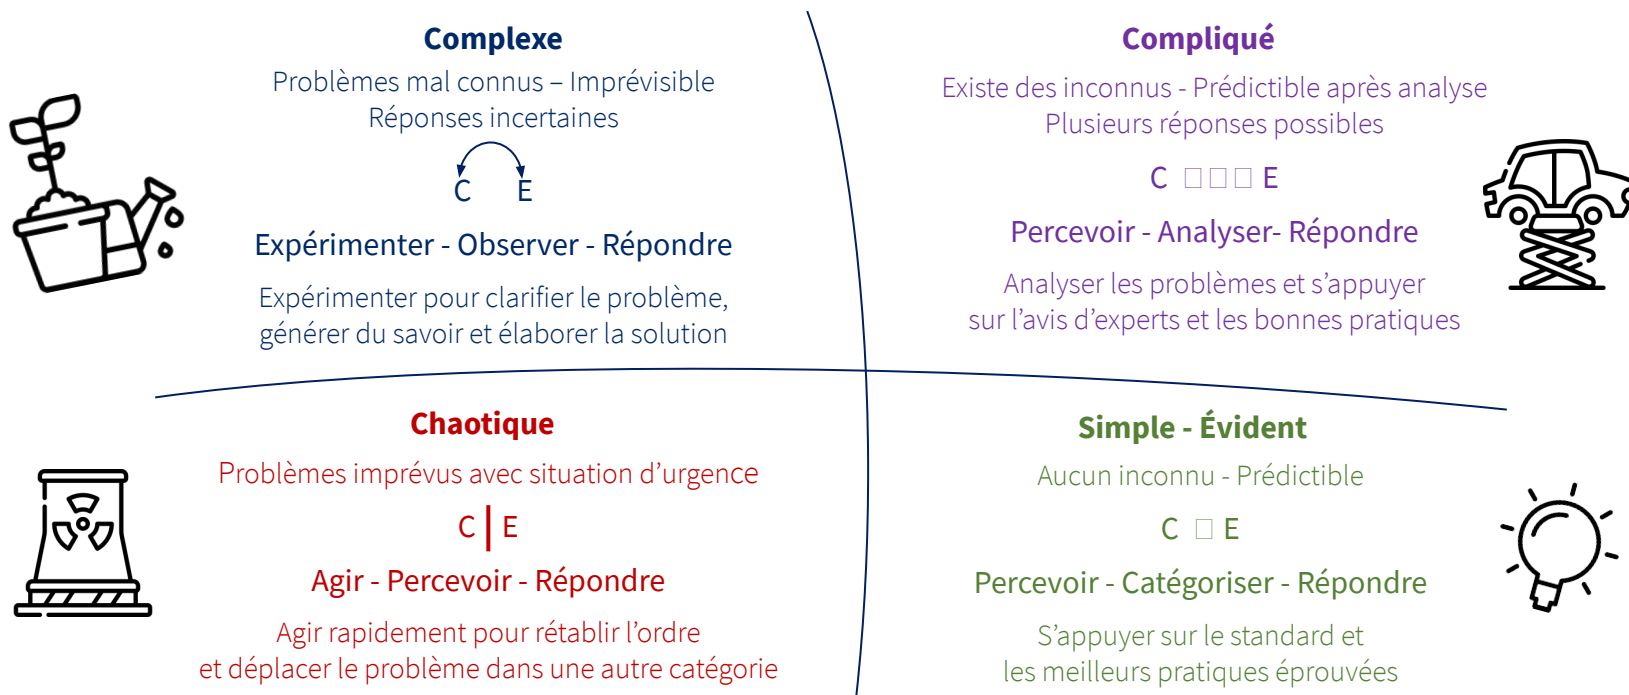 Complexe
Problèmes mal connus – Imprévisible
Réponses incertaines
C E
Expérimenter - Observer - Répondre
Expérimenter pour clarifier le problème,
générer du savoir et élaborer la solution
Compliqué
Existe des inconnus - Prédictible après analyse
Plusieurs réponses possibles
C □□□ E
Percevoir - Analyser- Répondre
Analyser les problèmes et s’appuyer
sur l’avis d’experts et les bonnes pratiques
Chaotique
Problèmes imprévus avec situation d’urgence
C | E
Agir - Percevoir - Répondre
Agir rapidement pour rétablir l’ordre
et déplacer le problème dans une autre catégorie
Simple - Évident
Aucun inconnu - Prédictible
C □ E
Percevoir - Catégoriser - Répondre
S’appuyer sur le standard et
les meilleurs pratiques éprouvées